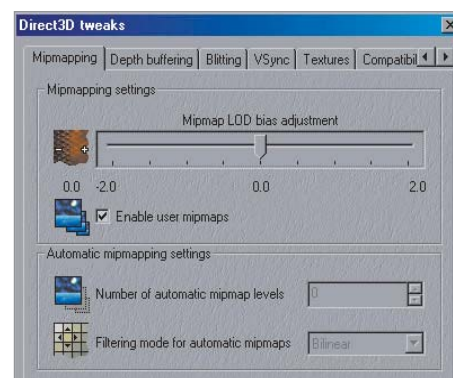 Direct3D tweaks
Mipmapping Depth buffering Blitting VSync Textures Compatibil
Mipmapping settings
Mipmap LOD bias adjustment
- +
0.0 -2.0 0.0 2.0
Enable user mipmaps
Automatic mipmapping settings
Number of automatic mipmap levels 0
Filtering mode for automatic mipmaps Bilinear